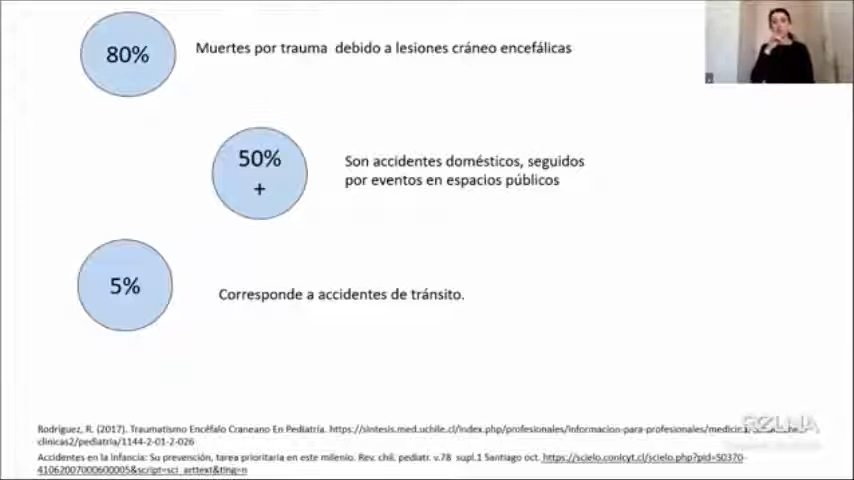 80%
Muertes por trauma debido a lesiones cráneo encefálicas
50%
+
Son accidentes domésticos, seguidos
por eventos en espacios públicos
5%
Corresponde a accidentes de tránsito.
Rodríguez, R. (2017). Traumatismo Encéfalo Craneano En Pediatría. https://sintesis.med.uchile.cl/index.php/profesionales/informacion-para-profesionales/medicina
clinicas2/pediatria/1144-2-01-2-026
Accidentes en la Infancia: Su prevención, tarea prioritaria en este milenio. Rev. chil. pediatr. v.78 supl.1 Santiago oct. https://scielo.conicyt.cl/scielo.php?pid=S0370-
41062007000600005&script=sci_arttext&tlng=n